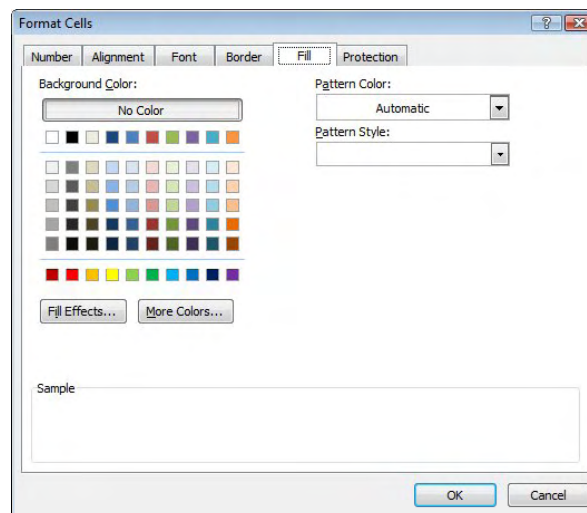 Format Cells
Number Alignment Font Border Fill Protection
Background Color:
No Color
Pattern Color:
Automatic
Pattern Style:
Fill Effects... More Colors...
Sample
OK Cancel